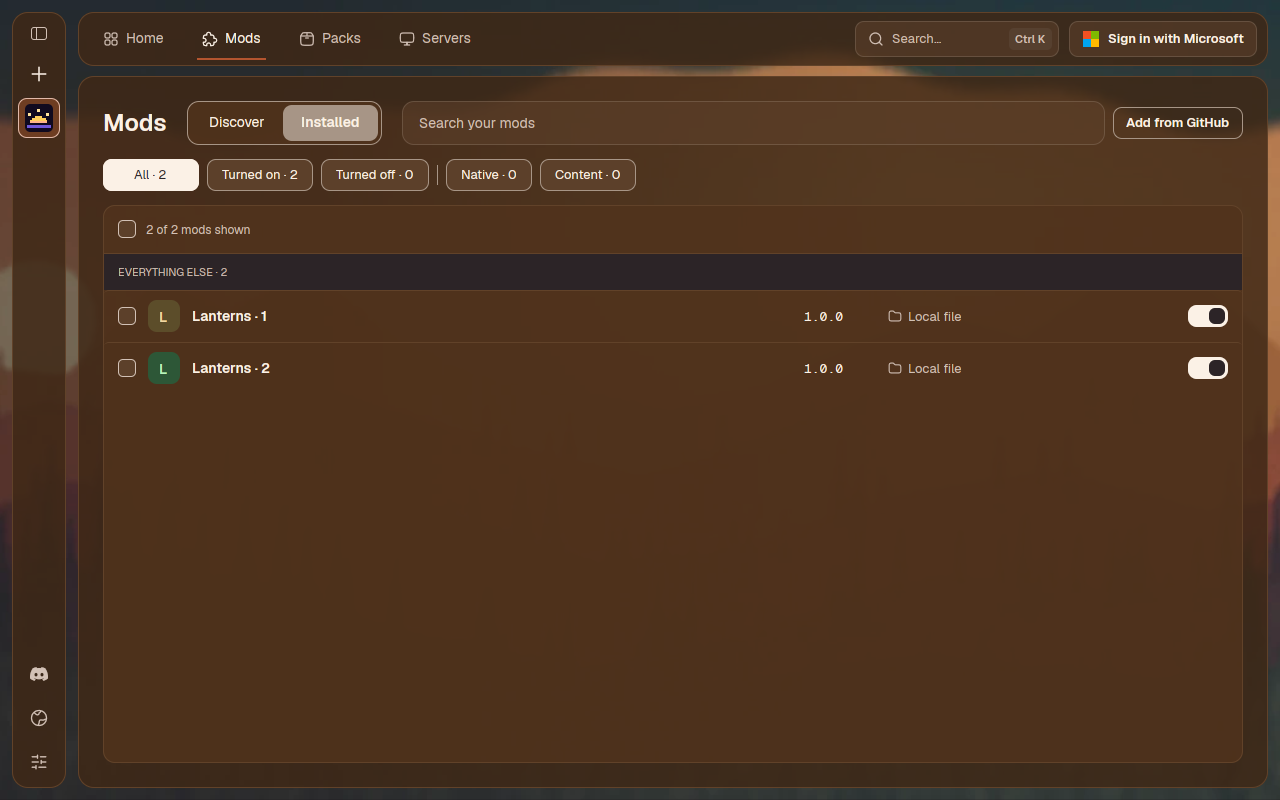 Home
Mods
Packs
Servers
Search...
Ctrl K
Sign in with Microsoft
Mods
Discover
Installed
Search your mods
Add from GitHub
All · 2
Turned on · 2
Turned off · 0
Native · 0
Content · 0
2 of 2 mods shown
EVERYTHING ELSE · 2
L
Lanterns · 1
1.0.0
Local file
L
Lanterns · 2
1.0.0
Local file